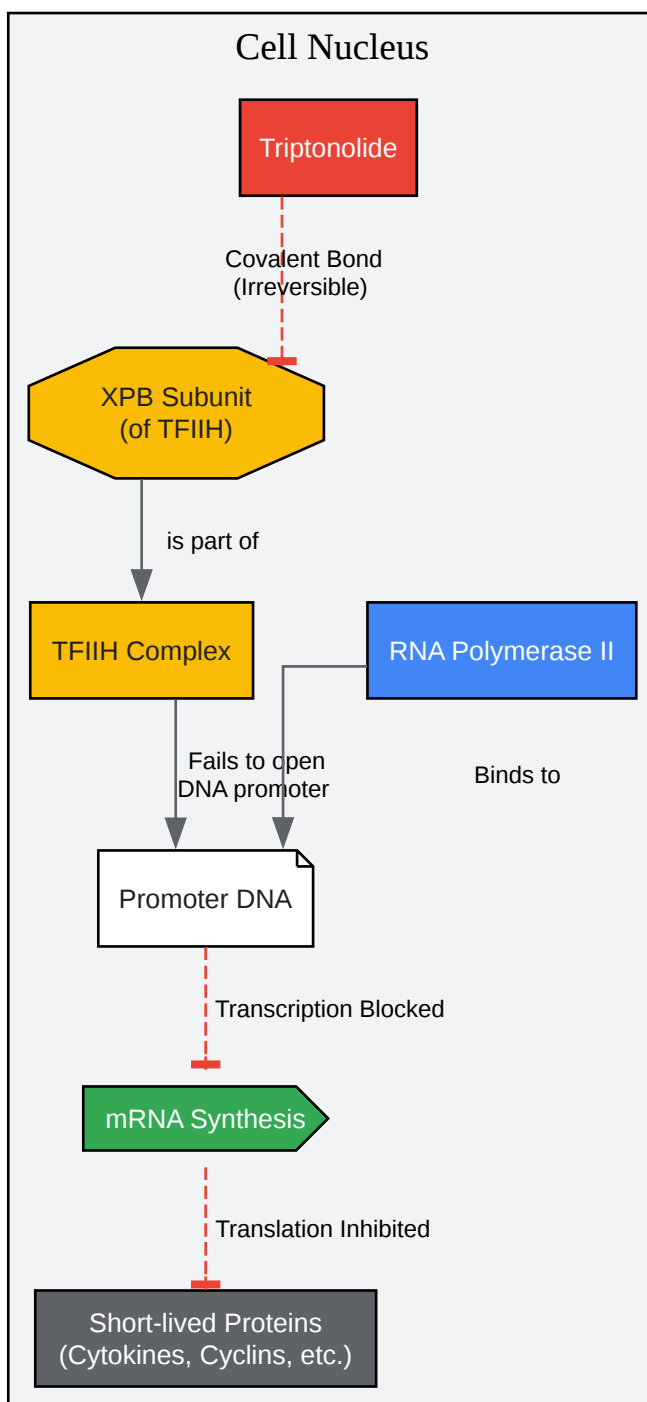 Cell Nucleus
Triptonolide
Covalent Bond
(Irreversible)
XPB Subunit
(of TFIIH)
is part of
TFIIH Complex
RNA Polymerase II
Fails to open
DNA promoter
Binds to
Promoter DNA
Transcription Blocked
mRNA Synthesis
Translation Inhibited
Short-lived Proteins
(Cytokines, Cyclins, etc.)